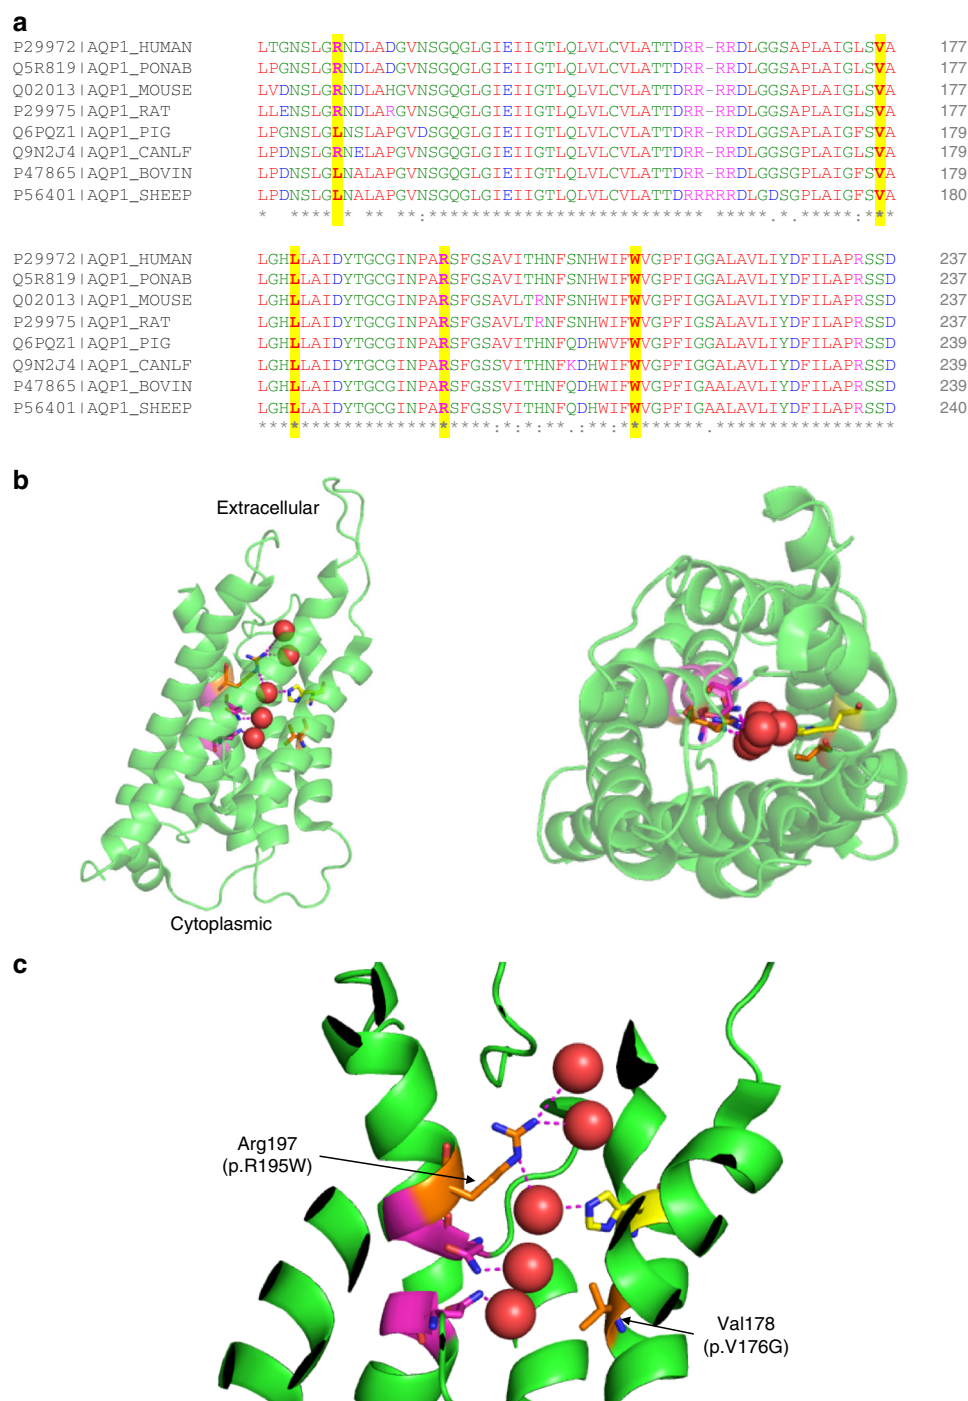 a
P29972|AQP1_HUMAN LTGNSLGRNDLADGVNSGQGLGIEIIGTLQLVLCVLATTDRR-RRDLGGSAPLAIGLSVA 177
Q5R819|AQP1_PONAB LPGNSLGRNDLADGVNSGQGLGIEIIGTLQLVLCVLATTDRR-RRDLGGSAPLAIGLSVA 177
Q02013|AQP1_MOUSE LVDNSLGRNDLAHGVNSGQGLGIEIIGTLQLVLCVLATTDRR-RRDLGGSAPLAIGLSVA 177
P29975|AQP1_RAT LLENSLGRNDLARGVNSGQGLGIEIIGTLQLVLCVLATTDRR-RRDLGGSAPLAIGLSVA 177
Q6PQZ1|AQP1_PIG LPGNSLGLNSLAPGVDSGQGLGIEIIGTLQLVLCVLATTDRR-RRDLGGSGPLAIGFSVA 179
Q9N2J4|AQP1_CANLF LPDNSLGRNELAPGVNSGQGLGIEIIGTLQLVLCVLATTDRR-RRDLGGSGPLAIGLSVA 179
P47865|AQP1_BOVIN LPDNSLGLNALAPGVNSGQGLGIEIIGTLQLVLCVLATTDRR-RRDLGGSGPLAIGFSVA 179
P56401|AQP1_SHEEP LPDNSLGLNALAPGVNSGQGLGIEIIGTLQLVLCVLATTDRRRRRDLGDSGPLAIGFSVA 180
* ***** * ** **:******************** ******.*.*****:***
P29972|AQP1_HUMAN LGHLLAIDYTGCGINPARSFGSAVITHNFSNHWIFWVGPFIGGALAVLIYDFILAPRSSD 237
Q5R819|AQP1_PONAB LGHLLAIDYTGCGINPARSFGSAVITHNFSNHWIFWVGPFIGGALAVLIYDFILAPRSSD 237
Q02013|AQP1_MOUSE LGHLLAIDYTGCGINPARSFGSAVLTRNFSNHWIFWVGPFIGGALAVLIYDFILAPRSSD 237
P29975|AQP1_RAT LGHLLAIDYTGCGINPARSFGSAVLTRNFSNHWIFWVGPFIGSALAVLIYDFILAPRSSD 237
Q6PQZ1|AQP1_PIG LGHLLAIDYTGCGINPARSFGSAVITHNFQDHWVFWVGPFIGGALAVLIYDFILAPRSSD 239
Q9N2J4|AQP1_CANLF LGHLLAIDYTGCGINPARSFGSSVITHNFKDHWIFWVGPFIGGALAVLIYDFILAPRSSD 239
P47865|AQP1_BOVIN LGHLLAIDYTGCGINPARSFGSSVITHNFQDHWIFWVGPFIGAALAVLIYDFILAPRSSD 239
P56401|AQP1_SHEEP LGHLLAIDYTGCGINPARSFGSSVITHNFQDHWIFWVGPFIGAALAVLIYDFILAPRSSD 240
**********************:*:*:**.:**:********.*****************
b
Extracellular
Cytoplasmic
c
Arg197
(p.R195W)
Val178
(p.V176G)